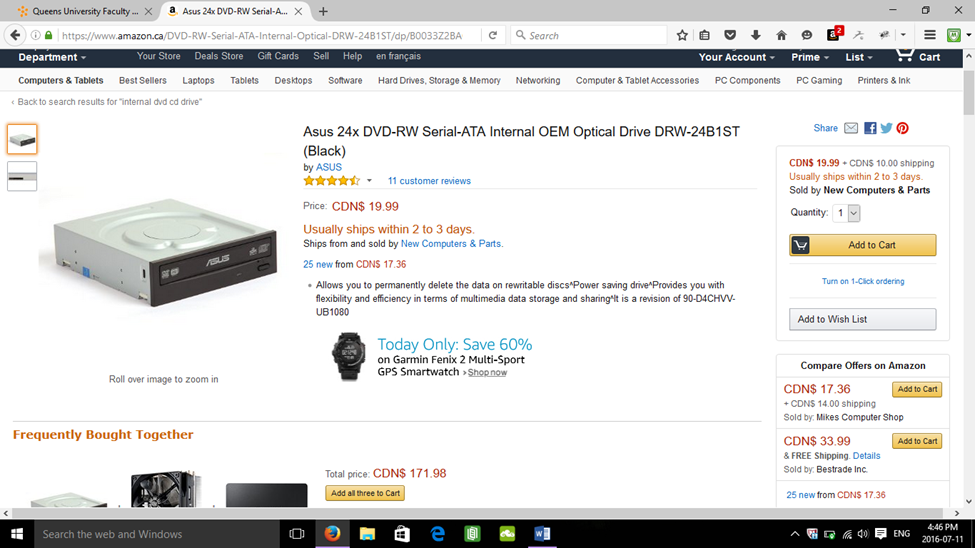 Queens University Faculty ...
Asus 24x DVD-RW Serial-A...
https://www.amazon.ca/DVD-RW-Serial-ATA-Internal-Optical-DRW-24B1ST/dp/B0033Z2BA
Search
2
Department
Your Store
Deals Store
Gift Cards
Sell
Help
en français
Your Account
Prime
List
Cart
Computers & Tablets
Best Sellers
Laptops
Tablets
Desktops
Software
Hard Drives, Storage & Memory
Networking
Computer & Tablet Accessories
PC Components
PC Gaming
Printers & Ink
‹ Back to search results for "internal dvd cd drive"
Asus 24x DVD-RW Serial-ATA Internal OEM Optical Drive DRW-24B1ST
(Black)
by ASUS
11 customer reviews
Price: CDN$ 19.99
Usually ships within 2 to 3 days.
Ships from and sold by New Computers & Parts.
25 new from CDN$ 17.36
• Allows you to permanently delete the data on rewritable discs^Power saving drive^Provides you with
flexibility and efficiency in terms of multimedia data storage and sharing^It is a revision of 90-D4CHVV-
UB1080
ASUS
Roll over image to zoom in
Today Only: Save 60%
on Garmin Fenix 2 Multi-Sport
GPS Smartwatch › Shop now
Share
CDN$ 19.99 + CDN$ 10.00 shipping
Usually ships within 2 to 3 days.
Sold by New Computers & Parts
Quantity: 1
Add to Cart
Turn on 1-Click ordering
Add to Wish List
Compare Offers on Amazon
CDN$ 17.36
Add to Cart
+ CDN$ 14.00 shipping
Sold by: Mikes Computer Shop
CDN$ 33.99
Add to Cart
& FREE Shipping. Details
Sold by: Bestrade Inc.
25 new from CDN$ 17.36
Frequently Bought Together
Total price: CDN$ 171.98
Add all three to Cart
Search the web and Windows
ENG
4:46 PM
2016-07-11